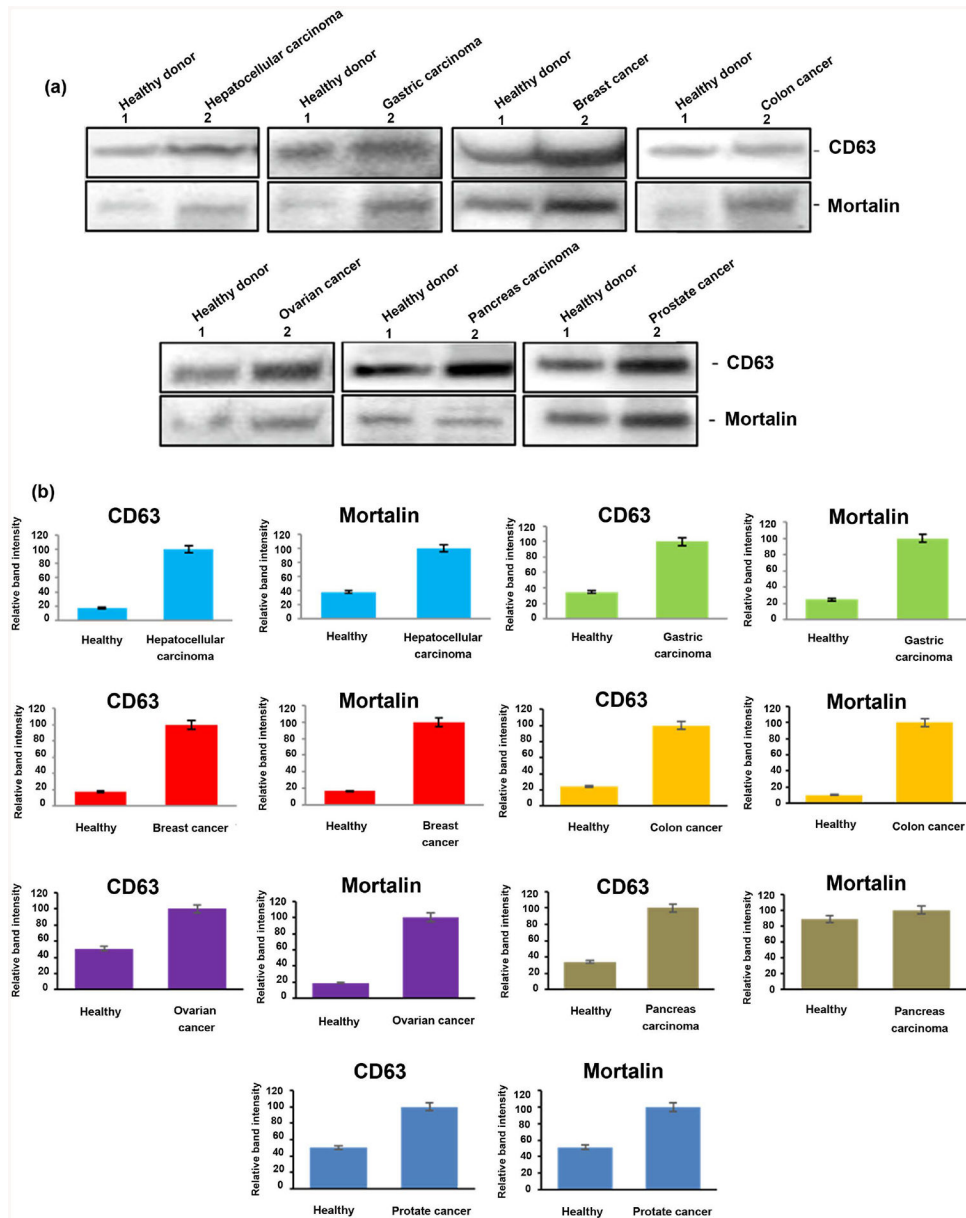 (a)
Healthy donor Hepatocellular carcinoma Healthy donor Gastric carcinoma Healthy donor Breast cancer Healthy donor Colon cancer
1 2 1 2 1 2 1 2
- CD63
- Mortalin
Healthy donor Ovarian cancer Healthy donor Pancreas carcinoma Healthy donor Prostate cancer
1 2 1 2 1 2
- CD63
- Mortalin
(b)
CD63
Relative band intensity
120
100
80
60
40
20
Healthy
Hepatocellular
carcinoma
Mortalin
Relative band intensity
120
100
80
60
40
20
0
Healthy
Hepatocellular
carcinoma
CD63
Relative band intensity
120
100
80
60
40
20
0
Healthy
Gastric
carcinoma
Mortalin
Relative band intensity
120
100
80
60
40
20
0
Healthy
Gastric
carcinoma
CD63
Relative band intensity
120
100
80
60
40
20
0
Healthy
Breast cancer
Mortalin
Relative band intensity
120
100
80
60
40
20
0
Healthy
Breast
cancer
CD63
Relative band intensity
120
100
80
60
40
20
0
Healthy
Colon cancer
Mortalin
Relative band intensity
120
100
80
60
40
20
0
Healthy
Colon cancer
CD63
Relative band intensity
120
100
80
60
40
20
0
Healthy
Ovarian
cancer
Mortalin
Relative band intensity
120
100
80
60
40
20
0
Healthy
Ovarian cancer
CD63
Relative band intensity
120
100
80
60
40
20
0
Healthy
Pancreas
carcinoma
Mortalin
Relative band intensity
120
100
80
60
40
20
0
Healthy
Pancreas
carcinoma
CD63
Relative band intensity
120
100
80
60
40
20
0
Healthy
Protate cancer
Mortalin
Relative band intensity
120
100
80
60
40
20
0
Healthy
Protate cancer